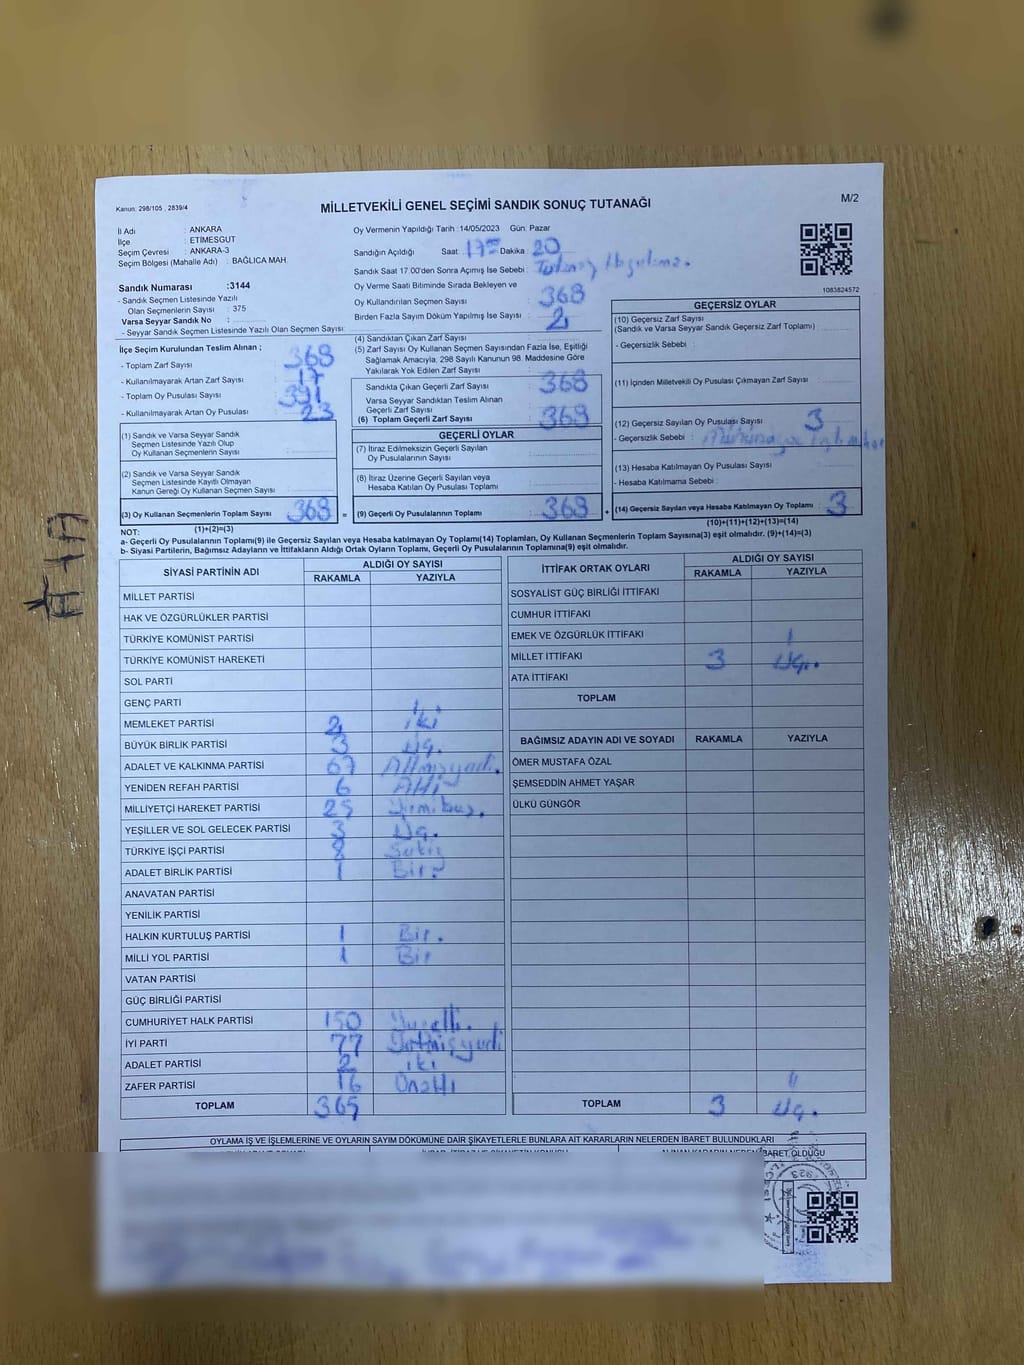 Kanun: 298/105 , 2839/4
MİLLETVEKİLİ GENEL SEÇİMİ SANDIK SONUÇ TUTANAĞI
M/2
İl Adı : ANKARA
İlçe : ETIMESGUT
Seçim Çevresi : ANKARA-3
Seçim Bölgesi (Mahalle Adı) : BAĞLICA MAH.
Sandık Numarası :3144
- Sandık Seçmen Listesinde Yazılı
Olan Seçmenlerin Sayısı : 375
Varsa Seyyar Sandık No :
- Seyyar Sandık Seçmen Listesinde Yazılı Olan Seçmen Sayısı:
Oy Vermenin Yapıldığı Tarih :14/05/2023 Gün: Pazar
Sandığın Açıldığı Saat: 17 Dakika : 20
Sandık Saat 17.00'den Sonra Açımış İse Sebebi :
Oy Verme Saati Bitiminde Sırada Bekleyen ve
Oy Kullandırılan Seçmen Sayısı : 368
Birden Fazla Sayım Döküm Yapılmış İse Sayısı : 2
1083824572
İlçe Seçim Kurulundan Teslim Alınan ;
- Toplam Zarf Sayısı : 368
- Kullanılmayarak Artan Zarf Sayısı : 17
- Toplam Oy Pusulası Sayısı : 391
- Kullanılmayarak Artan Oy Pusulası : 23
(1) Sandık ve Varsa Seyyar Sandık
Seçmen Listesinde Yazılı Olup
Oy Kullanan Seçmenlerin Sayısı :
(2) Sandık ve Varsa Seyyar Sandık
Seçmen Listesinde Kayıtlı Olmayan
Kanun Gereği Oy Kullanan Seçmen Sayısı :
(3) Oy Kullanan Seçmenlerin Toplam Sayısı 368
(1)+(2)=(3)
(4) Sandıktan Çıkan Zarf Sayısı :
(5) Zarf Sayısı Oy Kullanan Seçmen Sayısından Fazla İse, Eşitliği
Sağlamak Amacıyla, 298 Sayılı Kanunun 98. Maddesine Göre
Yakılarak Yok Edilen Zarf Sayısı :
Sandıkta Çıkan Geçerli Zarf Sayısı : 368
Varsa Seyyar Sandıktan Teslim Alınan
Geçerli Zarf Sayısı :
(6) Toplam Geçerli Zarf Sayısı : 368
GEÇERLİ OYLAR
(7) İtiraz Edilmeksizin Geçerli Sayılan
Oy Pusulalarının Sayısı :
(8) İtiraz Üzerine Geçerli Sayılan veya
Hesaba Katılan Oy Pusulası Toplamı :
= (9) Geçerli Oy Pusulalarının Toplamı : 368 +
GEÇERSİZ OYLAR
(10) Geçersiz Zarf Sayısı
(Sandık ve Varsa Seyyar Sandık Geçersiz Zarf Toplamı) :
- Geçersizlik Sebebi :
(11) İçinden Milletvekili Oy Pusulası Çıkmayan Zarf Sayısı :
(12) Geçersiz Sayılan Oy Pusulası Sayısı : 3
- Geçersizlik Sebebi :
(13) Hesaba Katılmayan Oy Pusulası Sayısı :
- Hesaba Katılmama Sebebi :
(14) Geçersiz Sayılan veya Hesaba Katılmayan Oy Toplamı : 3
(10)+(11)+(12)+(13)=(14)
NOT:
a- Geçerli Oy Pusulalarının Toplamı(9) ile Geçersiz Sayılan veya Hesaba katılmayan Oy Toplamı(14) Toplamları, Oy Kullanan Seçmenlerin Toplam Sayısına(3) eşit olmalıdır. (9)+(14)=(3)
b- Siyasi Partilerin, Bağımsız Adayların ve İttifakların Aldığı Ortak Oyların Toplamı, Geçerli Oy Pusulalarının Toplamına(9) eşit olmalıdır.
SİYASİ PARTİNİN ADI ALDIĞI OY SAYISI
RAKAMLA YAZIYLA
MİLLET PARTİSİ
HAK VE ÖZGÜRLÜKLER PARTİSİ
TÜRKİYE KOMÜNİST PARTİSİ
TÜRKİYE KOMÜNİST HAREKETİ
SOL PARTİ
GENÇ PARTİ
MEMLEKET PARTİSİ 2 iki
BÜYÜK BİRLİK PARTİSİ 3 üç.
ADALET VE KALKINMA PARTİSİ 67 Altmışyedi.
YENİDEN REFAH PARTİSİ 6 Altı
MİLLİYETÇİ HAREKET PARTİSİ 25 Yirmibeş.
YEŞİLLER VE SOL GELECEK PARTİSİ 3 Üç.
TÜRKİYE İŞÇİ PARTİSİ 8 Sekiz
ADALET BİRLİK PARTİSİ 1 Bir.
ANAVATAN PARTİSİ
YENİLİK PARTİSİ
HALKIN KURTULUŞ PARTİSİ 1 Bir.
MİLLİ YOL PARTİSİ 1 Bir
VATAN PARTİSİ
GÜÇ BİRLİĞİ PARTİSİ
CUMHURİYET HALK PARTİSİ 150 Yüzelli.
İYİ PARTİ 77 Yetmişyedi
ADALET PARTİSİ 2 iki
ZAFER PARTİSİ 16 Onaltı
TOPLAM 365
İTTİFAK ORTAK OYLARI ALDIĞI OY SAYISI
RAKAMLA YAZIYLA
SOSYALİST GÜÇ BİRLİĞİ İTTİFAKI
CUMHUR İTTİFAKI
EMEK VE ÖZGÜRLÜK İTTİFAKI
MİLLET İTTİFAKI 3 Üç.
ATA İTTİFAKI
TOPLAM
BAĞIMSIZ ADAYIN ADI VE SOYADI RAKAMLA YAZIYLA
ÖMER MUSTAFA ÖZAL
ŞEMSEDDİN AHMET YAŞAR
ÜLKÜ GÜNGÖR
TOPLAM 3 Üç.
OYLAMA İŞ VE İŞLEMLERİNE VE OYLARIN SAYIM DÖKÜMÜNE DAİR ŞİKAYETLERLE BUNLARA AİT KARARLARIN NELERDEN İBARET BULUNDUKLARI